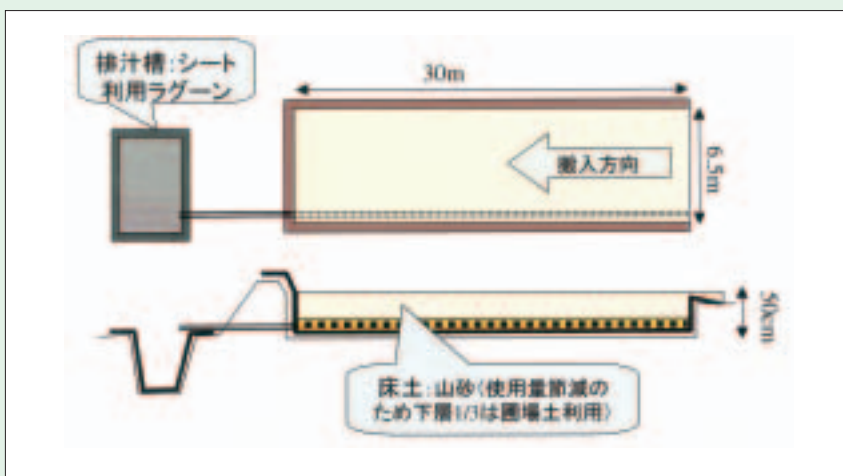 排汁槽:シート
利用ラグーン
30m
搬入方向
6.5m
50cm
床土:山砂(使用量節減の
ため下層1/3は圃場土利用)